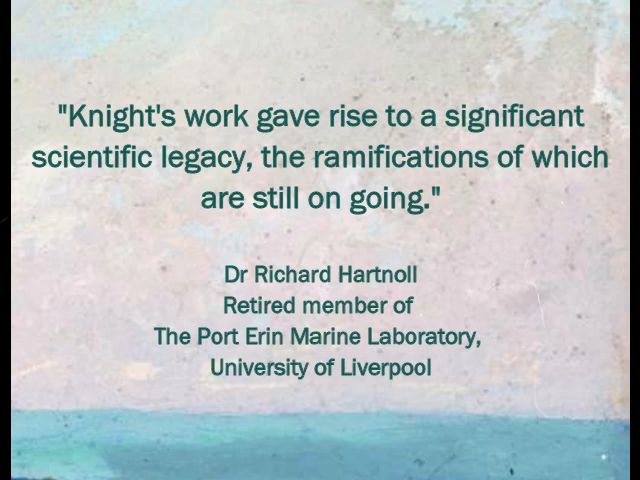 "Knight's work gave rise to a significant
scientific legacy, the ramifications of which
are still on going."
Dr Richard Hartnoll
Retired member of
The Port Erin Marine Laboratory,
University of Liverpool